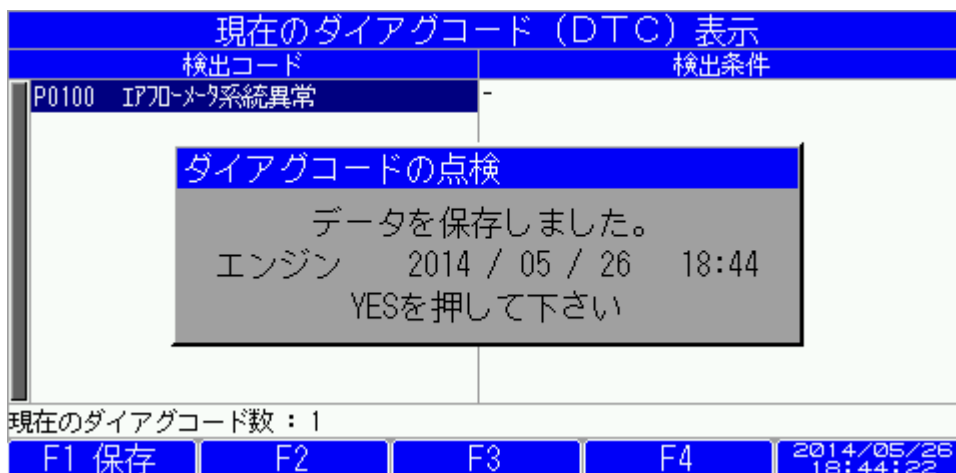 現在のダイアグコード（DTC）表示
検出コード 検出条件
P0100 ｴｱﾌﾛｰﾒｰﾀ系統異常 -
ダイアグコードの点検
データを保存しました。
エンジン 2014 / 05 / 26 18:44
YESを押して下さい
現在のダイアグコード数：1
F1 保存 F2 F3 F4 2014/05/26
18:44:22